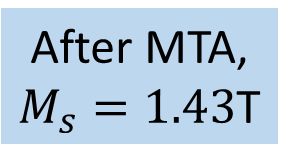 After MTA,
Mₛ = 1.43T